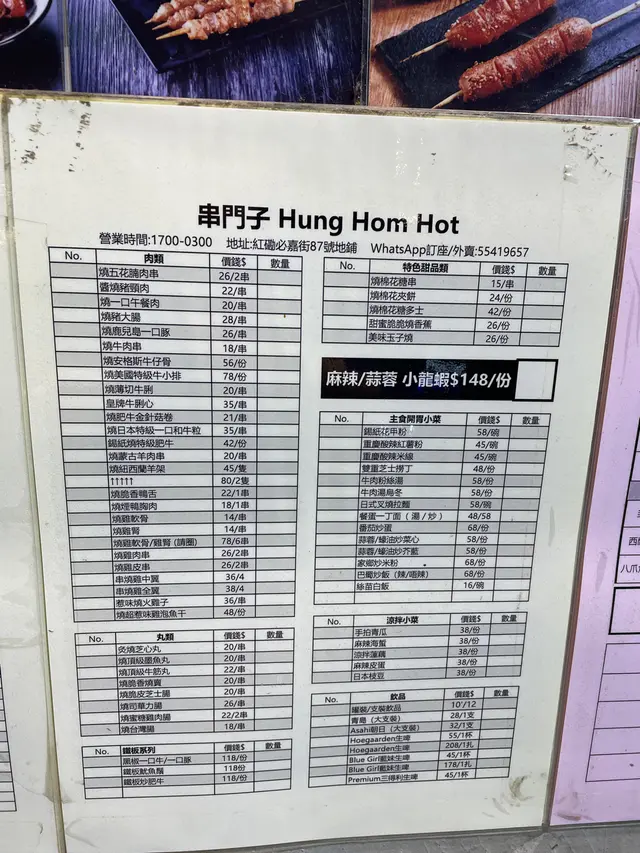 串門子 Hung Hom Hot
營業時間:1700-0300 地址:紅磡必嘉街87號地鋪 WhatsApp訂座/外賣:55419657
No. 肉類 價錢$ 數量
燒五花腩肉串 26/2串
醬燒豬頸肉 22/串
燒一口午餐肉 20/串
燒豬大腸 28/串
燒鹿兒島一口豚 26/串
燒牛肉串 18/串
燒安格斯牛仔骨 56/份
燒美國特級牛小排 78/份
燒薄切牛脷 20/串
皇牌牛脷心 35/串
燒肥牛金針菇卷 21/串
燒日本特級一口和牛粒 35/串
錫紙燒特級肥牛 42/份
燒蒙古羊肉串 20/串
燒紐西蘭羊架 45/隻
↑↑↑↑↑ 80/2隻
燒脆香鴨舌 22/1串
燒煙鴨胸肉 18/1串
燒雞軟骨 14/串
燒雞腎 14/串
燒雞軟骨/雞腎 (請圈) 78/6串
燒雞肉串 26/2串
燒雞皮串 26/2串
串燒雞中翼 36/4
串燒雞全翼 38/4
惹味燒火雞子 36/串
燒超惹味雞泡魚干 48/份
No. 丸類 價錢$ 數量
灸燒芝心丸 20/串
燒頂級墨魚丸 20/串
燒頂級牛筋丸 22/串
燒脆香燒賣 20/串
燒脆皮芝士腸 20/串
燒司華力腸 26/串
燒蜜糖雞肉腸 22/2串
燒台灣腸 18/串
No. 鐵板系列 價錢$ 數量
黑椒一口牛/一口豚 118/份
鐵板魷魚鬚 118份
鐵板炒肥牛 118/份
No. 特色甜品類 價錢$ 數量
燒棉花糖串 15/串
燒棉花夾餅 24/份
燒棉花糖多士 42/份
甜蜜脆脆燒香蕉 26/份
美味玉子燒 26/份
麻辣/蒜蓉 小龍蝦$148/份
No. 主食開胃小菜 價錢$ 數量
錫紙花甲粉 58/碗
重慶酸辣紅薯粉 45/碗
重慶酸辣米線 45/碗
雙重芝士撈丁 48/份
牛肉粉絲湯 58/份
牛肉湯烏冬 58/份
日式叉燒拉麵 58/碗
餐蛋一丁面（湯/炒） 48/58
番茄炒蛋 68/份
蒜蓉/蠔油炒菜心 58/份
蒜蓉/蠔油炒芥藍 58/份
家鄉炒米粉 68/份
巴蜀炒飯（辣/唔辣） 68/份
絲苗白飯 16/碗
No. 涼拌小菜 價錢$ 數量
手拍青瓜 38/份
麻辣海蜇 38/份
涼拌蓮藕 38/份
麻辣皮蛋 38/份
日本枝豆 38/份
No. 飲品 價錢$ 數量
罐裝/支裝飲品 10'/12
青島（大支裝） 28/1支
Asahi朝日（大支裝） 32/1支
Hoegaarden生啤 55/1杯
Hoegaarden生啤 208/1扎
Blue Girl藍妹生啤 45/1杯
Blue Girl藍妹生啤 178/1扎
Premium三得利生啤 45/1杯